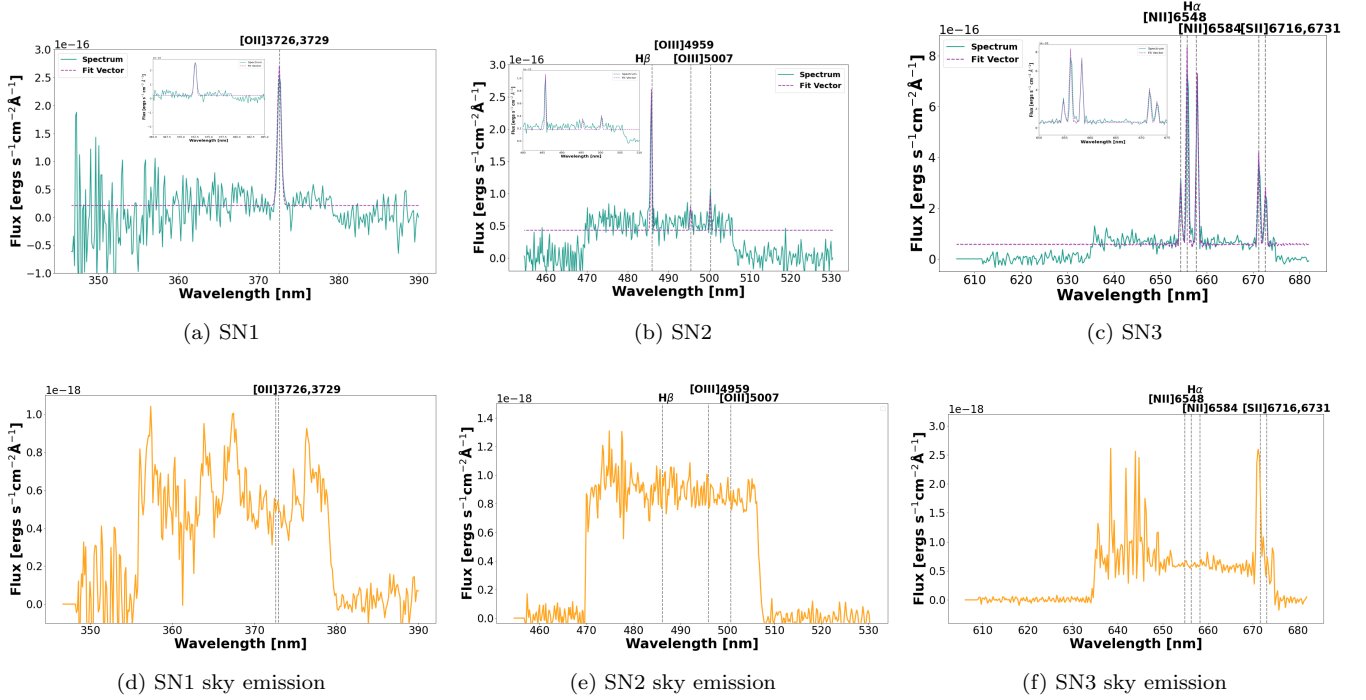 [OII]3726,3729
1e−16
Spectrum
Fit Vector
Flux [ergs s−1cm−2Å−1]
3.0
2.5
2.0
1.5
1.0
0.5
0.0
−0.5
−1.0
350 360 370 380 390
Wavelength [nm]
(a) SN1
[OIII]4959
Hβ [OIII]5007
1e−16
Spectrum
Fit Vector
Flux [ergs s−1cm−2Å−1]
3.0
2.5
2.0
1.5
1.0
0.5
0.0
460 470 480 490 500 510 520 530
Wavelength [nm]
(b) SN2
Hα
[NII]6548
[NII]6584 [SII]6716,6731
1e−16
Spectrum
Fit Vector
Flux [ergs s−1cm−2Å−1]
8
6
4
2
0
610 620 630 640 650 660 670 680
Wavelength [nm]
(c) SN3
[0II]3726,3729
1e−18
Flux [ergs s−1cm−2Å−1]
1.0
0.8
0.6
0.4
0.2
0.0
350 360 370 380 390
Wavelength [nm]
(d) SN1 sky emission
[OIII]4959
Hβ [OIII]5007
1e−18
Flux [ergs s−1cm−2Å−1]
1.4
1.2
1.0
0.8
0.6
0.4
0.2
0.0
460 470 480 490 500 510 520 530
Wavelength [nm]
(e) SN2 sky emission
Hα
[NII]6548
[NII]6584 [SII]6716,6731
1e−18
Flux [ergs s−1cm−2Å−1]
3.0
2.5
2.0
1.5
1.0
0.5
0.0
610 620 630 640 650 660 670 680
Wavelength [nm]
(f) SN3 sky emission